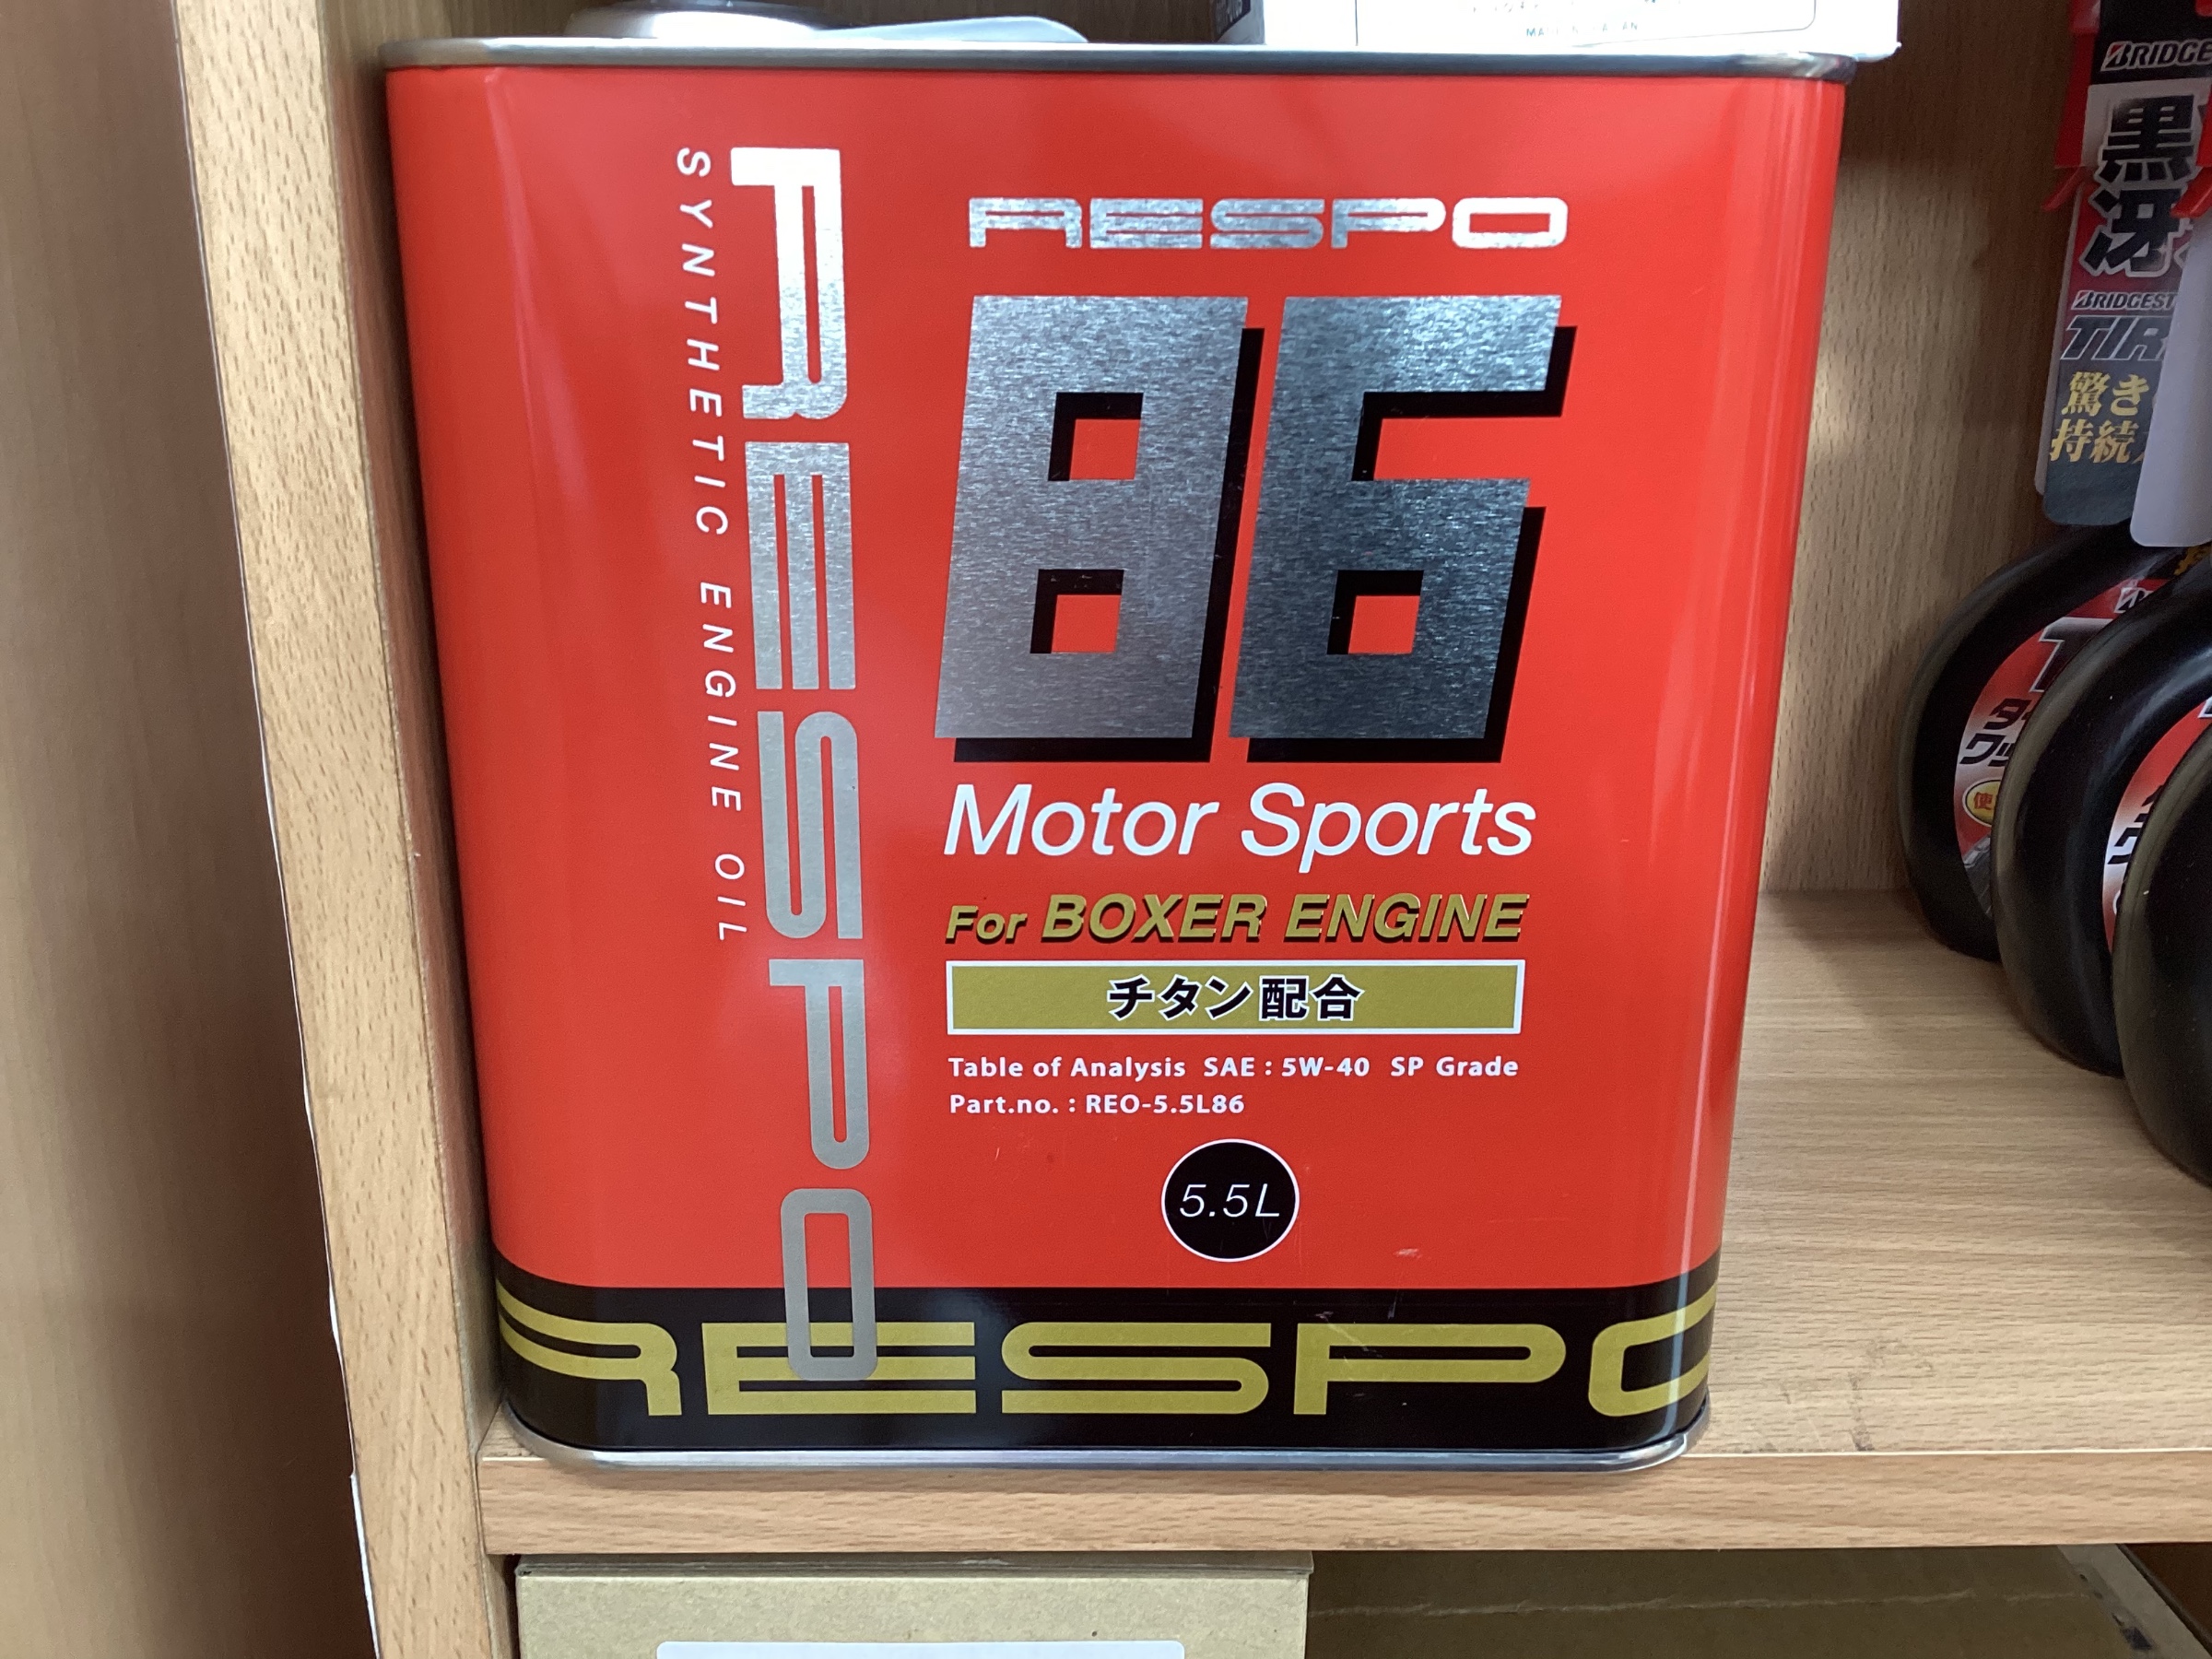 RESPO
SYNTHETIC ENGINE OIL
RESPO
86
Motor Sports
For BOXER ENGINE
チタン配合
Table of Analysis SAE : 5W-40 SP Grade
Part.no. : REO-5.5L86
5.5L
RESPO
黒冴
驚き
持続